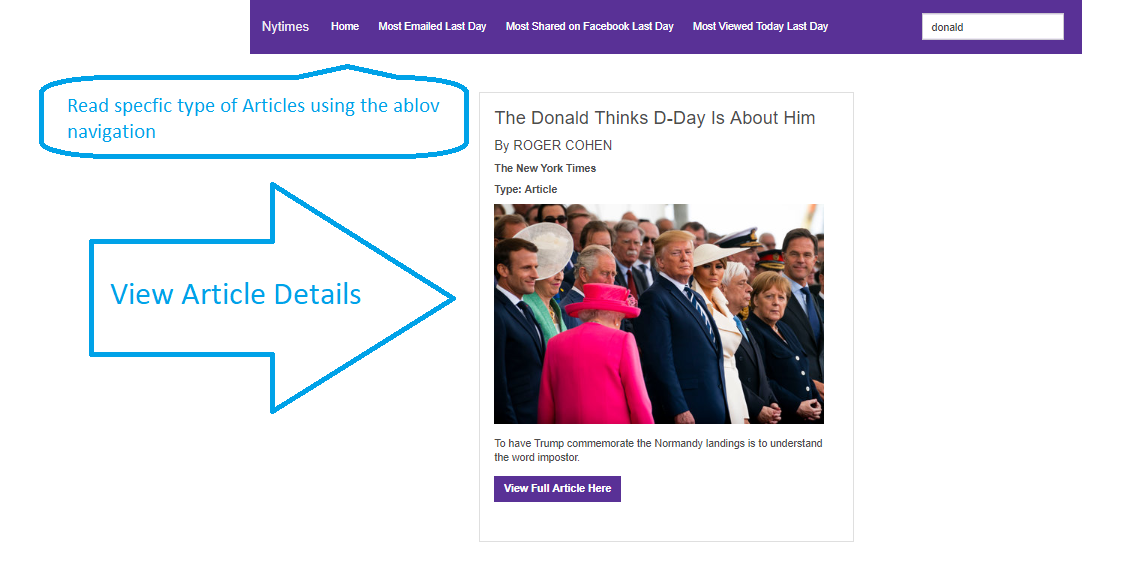 Nytimes Home Most Emailed Last Day Most Shared on Facebook Last Day Most Viewed Today Last Day donald
Read specfic type of Articles using the ablov
navigation
The Donald Thinks D-Day Is About Him
By ROGER COHEN
The New York Times
Type: Article
View Article Details
To have Trump commemorate the Normandy landings is to understand
the word impostor.
View Full Article Here